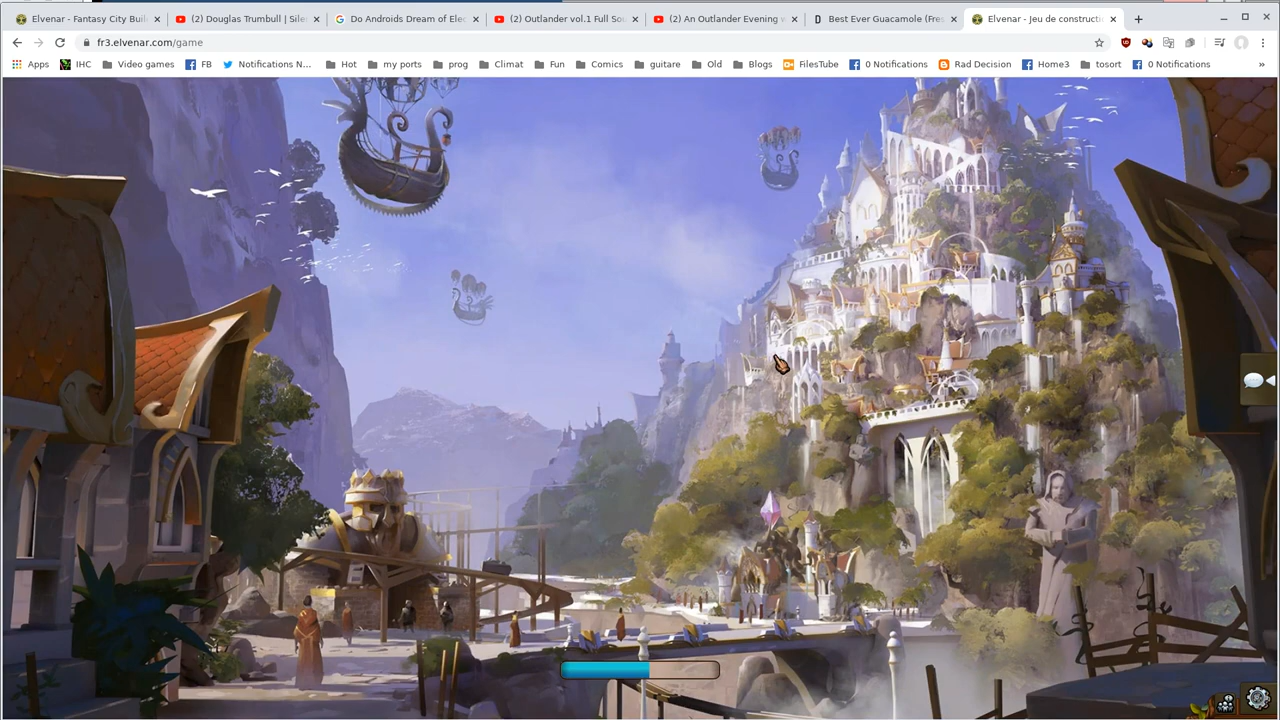 Elvenar - Fantasy City Buil
(2) Douglas Trumbull | Sile
Do Androids Dream of Elec
(2) Outlander vol.1 Full Sou
(2) An Outlander Evening w
Best Ever Guacamole (Fres
Elvenar - Jeu de constructi
fr3.elvenar.com/game
Apps IHC Video games FB Notifications N... Hot my ports prog Climat Fun Comics guitare Old Blogs FilesTube 0 Notifications Rad Decision Home3 tosort 0 Notifications »